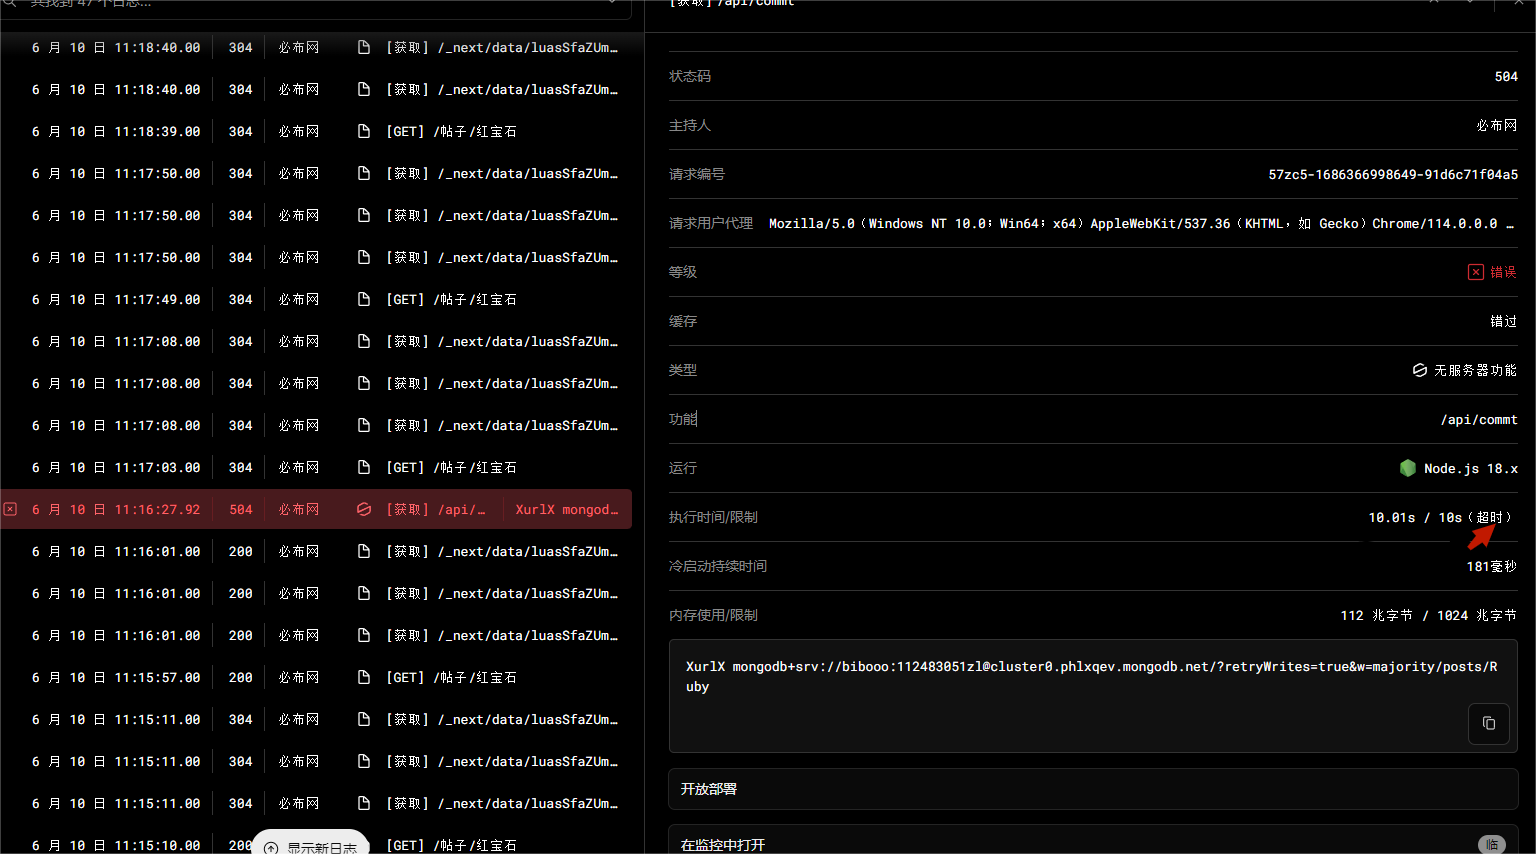 共找到 47 个日志...
6 月 10 日 11:18:40.00 304 必布网 [获取] /_next/data/luasSfaZUm…
6 月 10 日 11:18:40.00 304 必布网 [获取] /_next/data/luasSfaZUm…
6 月 10 日 11:18:39.00 304 必布网 [GET] /帖子/红宝石
6 月 10 日 11:17:50.00 304 必布网 [获取] /_next/data/luasSfaZUm…
6 月 10 日 11:17:50.00 304 必布网 [获取] /_next/data/luasSfaZUm…
6 月 10 日 11:17:50.00 304 必布网 [获取] /_next/data/luasSfaZUm…
6 月 10 日 11:17:49.00 304 必布网 [GET] /帖子/红宝石
6 月 10 日 11:17:08.00 304 必布网 [获取] /_next/data/luasSfaZUm…
6 月 10 日 11:17:08.00 304 必布网 [获取] /_next/data/luasSfaZUm…
6 月 10 日 11:17:08.00 304 必布网 [获取] /_next/data/luasSfaZUm…
6 月 10 日 11:17:03.00 304 必布网 [GET] /帖子/红宝石
6 月 10 日 11:16:27.92 504 必布网 [获取] /api/… XurlX mongod…
6 月 10 日 11:16:01.00 200 必布网 [获取] /_next/data/luasSfaZUm…
6 月 10 日 11:16:01.00 200 必布网 [获取] /_next/data/luasSfaZUm…
6 月 10 日 11:16:01.00 200 必布网 [获取] /_next/data/luasSfaZUm…
6 月 10 日 11:15:57.00 200 必布网 [GET] /帖子/红宝石
6 月 10 日 11:15:11.00 304 必布网 [获取] /_next/data/luasSfaZUm…
6 月 10 日 11:15:11.00 304 必布网 [获取] /_next/data/luasSfaZUm…
6 月 10 日 11:15:11.00 304 必布网 [获取] /_next/data/luasSfaZUm…
6 月 10 日 11:15:10.00 200 [GET] /帖子/红宝石
显示新日志
[获取] /api/commt
状态码 504
主持人 必布网
请求编号 57zc5-1686366998649-91d6c71f04a5
请求用户代理 Mozilla/5.0（Windows NT 10.0；Win64；x64）AppleWebKit/537.36（KHTML，如 Gecko）Chrome/114.0.0.0 …
等级 错误
缓存 错过
类型 无服务器功能
功能 /api/commt
运行 Node.js 18.x
执行时间/限制 10.01s / 10s（超时）
冷启动持续时间 181毫秒
内存使用/限制 112 兆字节 / 1024 兆字节
XurlX mongodb+srv://bibooo:112483051zl@cluster0.phlxqev.mongodb.net/?retryWrites=true&w=majority/posts/R
uby
开放部署
在监控中打开 临